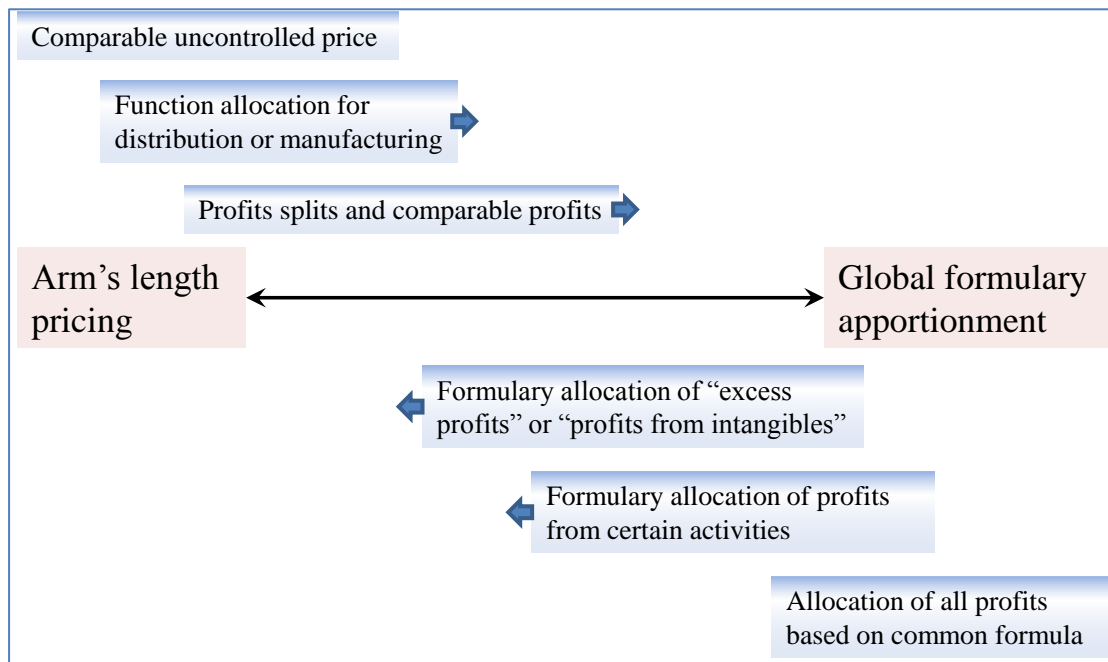 Comparable uncontrolled price
Function allocation for
distribution or manufacturing
Profits splits and comparable profits
Arm’s length
pricing
Global formulary
apportionment
Formulary allocation of “excess
profits” or “profits from intangibles”
Formulary allocation of profits
from certain activities
Allocation of all profits
based on common formula